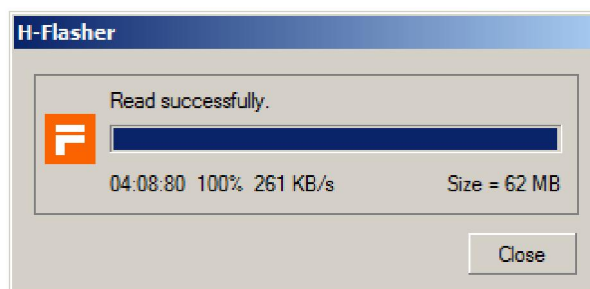 H-Flasher
Read successfully.
04:08:80 100% 261 KB/s Size = 62 MB
Close